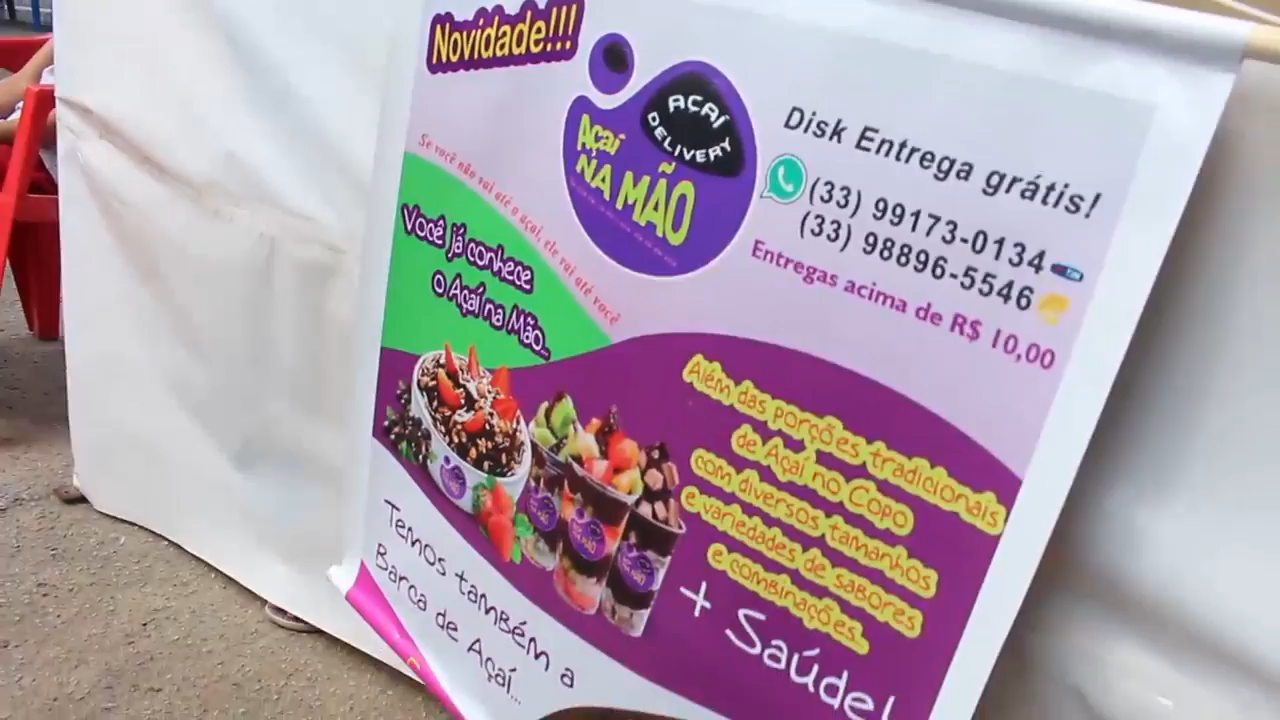 Novidade!!!
AÇAÍ
DELIVERY
Açaí
NA MÃO
Disk Entrega grátis!
(33) 99173-0134 TIM
(33) 98896-5546
Entregas acima de R$ 10,00
Se você não vai até o açaí, ele vai até você
Você já conhece
o Açaí na Mão...
Além das porções tradicionais
de Açaí no Copo
com diversos tamanhos
e variedades de sabores
e combinações.
+ Saúde!
Temos também a
Barca de Açaí...